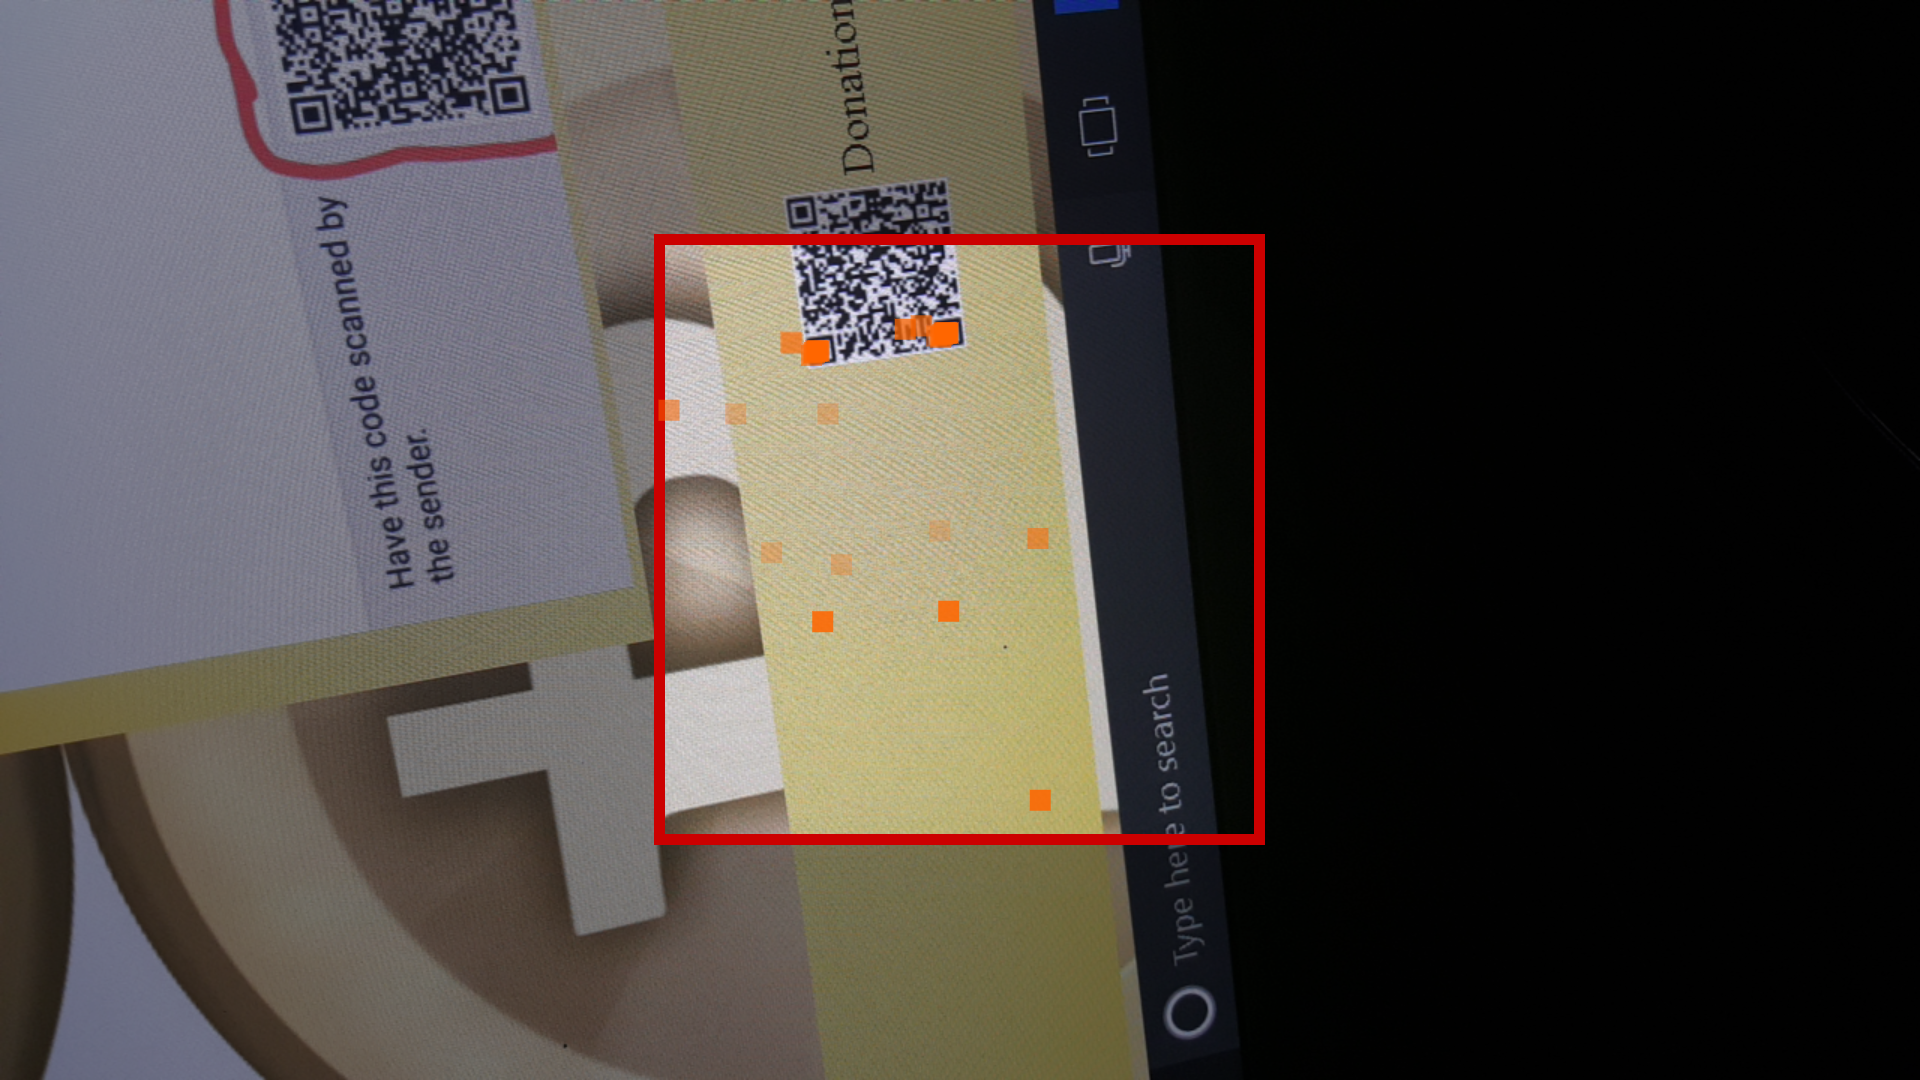 Have this code scanned by
the sender.
Donation
Type here to search